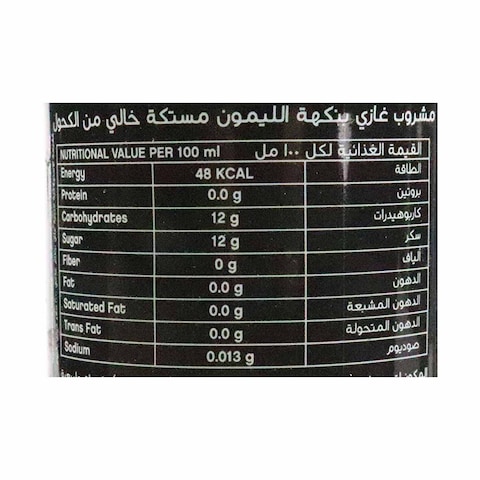 مشروب غازي بنكهة الليمون مستكة خالي من الكحول
NUTRITIONAL VALUE PER 100 ml القيمة الغذائية لكل ١٠٠ مل
Energy 48 KCAL الطاقة
Protein 0.0 g بروتين
Carbohydrates 12 g كاربوهيدرات
Sugar 12 g سكر
Fiber 0 g ألياف
Fat 0.0 g الدهون
Saturated Fat 0.0 g الدهون المشبعة
Trans Fat 0.0 g الدهون المتحولة
Sodium 0.013 g صوديوم